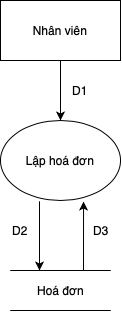 Nhân viên
D1
Lập hoá đơn
D2
D3
Hoá đơn